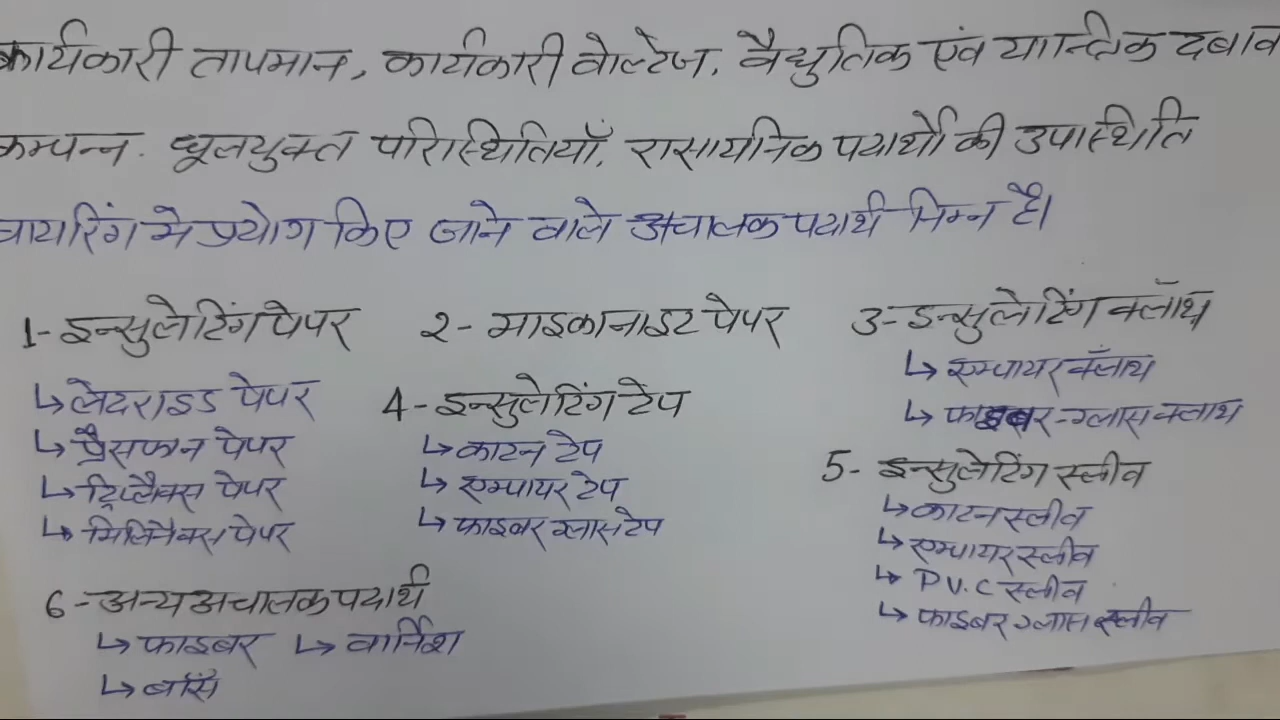 कार्यकारी तापमान, कार्यकारी वोल्टेज, वैधुतिक एवं यान्त्रिक दबाव
कम्पन्न. धूलयुक्त परिस्थितियाँ, रासायनिक पदार्थो की उपास्थिति
वायरिंग मे प्रयोग किए जाने वाले अचालक पदार्थ निम्न है।
1- इन्सुलेटिंग पेपर
↳ लेदराइड पेपर
↳ प्रैसफान पेपर
↳ ट्रिप्लैक्स पेपर
↳ मिलिनैक्स पेपर
2- माइकानाइट पेपर
3- इन्सुलेटिंग क्लॉथ
↳ एम्पायर क्लॉथ
↳ फाइबर-ग्लास क्लाथ
4- इन्सुलेटिंग टेप
↳ काटन टेप
↳ एम्पायर टेप
↳ फाइबर ग्लास टेप
5- इन्सुलेटिंग स्लीव
↳ काटन स्लीव
↳ एम्पायर स्लीव
↳ P.V.C स्लीव
↳ फाइबर ग्लास स्लीव
6- अन्य अचालक पदार्थ
↳ फाइबर ↳ वार्निश
↳ बाँस